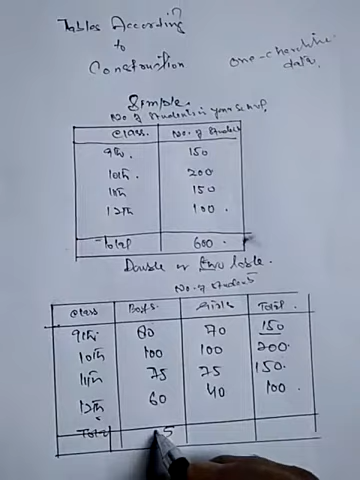 Tables According
to
Construction
one-
data.
Simple.
No of Students in your School
Class. No. of Students
9th. 150
10th. 200
11th 150
12th 100.
Total 600.
Double or two table.
No. of students
Class Boys. Girls Total.
9th 80 70 150
10th 100 100 200.
11th 75 75 150.
12th 60 40 100
Total